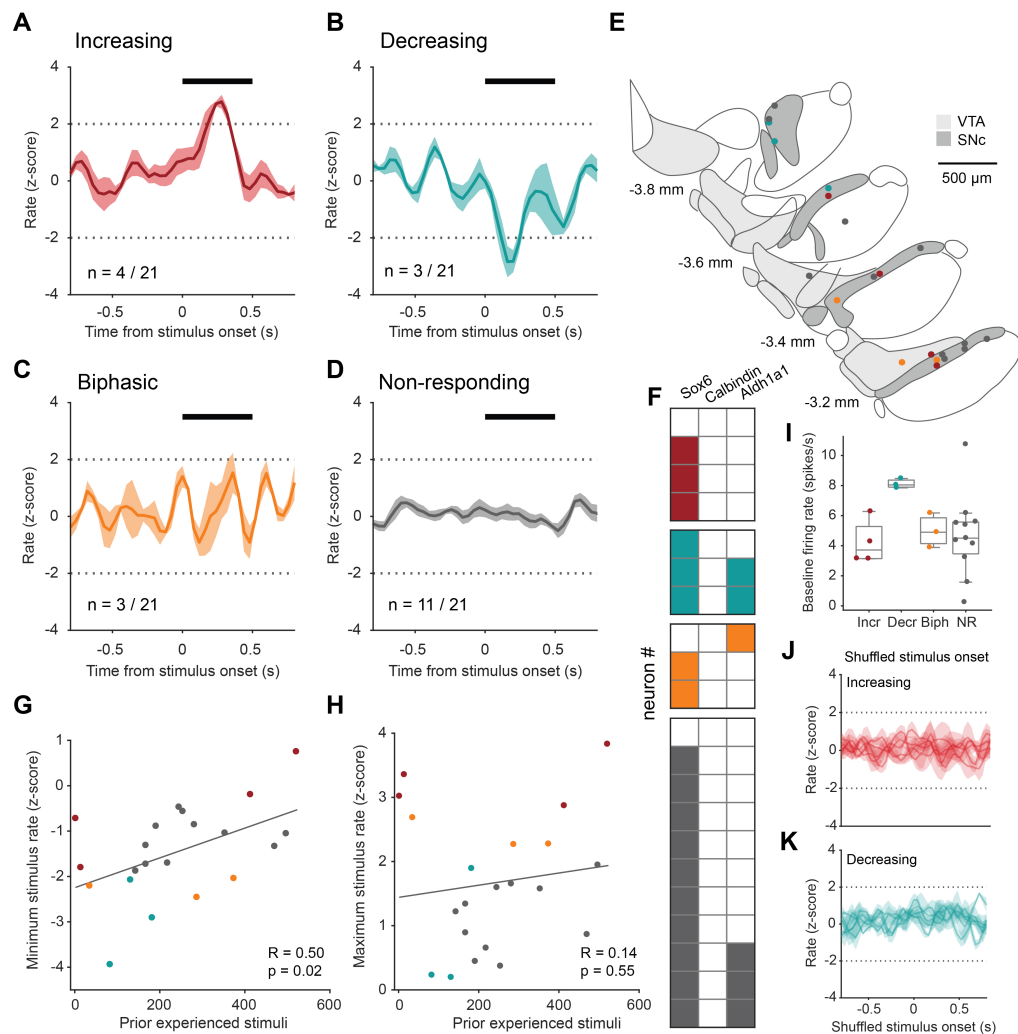 A
Increasing
Rate (z-score)
4
2
0
-2
-4
n = 4 / 21
-0.5
0
0.5
Time from stimulus onset (s)
B
Decreasing
Rate (z-score)
4
2
0
-2
-4
n = 3 / 21
-0.5
0
0.5
Time from stimulus onset (s)
E
VTA
SNc
500 µm
-3.8 mm
-3.6 mm
-3.4 mm
-3.2 mm
C
Biphasic
Rate (z-score)
4
2
0
-2
-4
n = 3 / 21
-0.5
0
0.5
Time from stimulus onset (s)
D
Non-responding
Rate (z-score)
4
2
0
-2
-4
n = 11 / 21
-0.5
0
0.5
Time from stimulus onset (s)
F
Sox6
Calbindin
Aldh1a1
neuron #
G
Minimum stimulus rate (z-score)
1
0
-1
-2
-3
-4
R = 0.50
p = 0.02
0
200
400
600
Prior experienced stimuli
H
Maximum stimulus rate (z-score)
4
3
2
1
0
R = 0.14
p = 0.55
0
200
400
600
Prior experienced stimuli
I
Baseline firing rate (spikes/s)
10
8
6
4
2
0
Incr
Decr
Biph
NR
J
Shuffled stimulus onset
Increasing
Rate (z-score)
4
2
0
-2
-4
K
Decreasing
Rate (z-score)
4
2
0
-2
-4
-0.5
0
0.5
Shuffled stimulus onset (s)